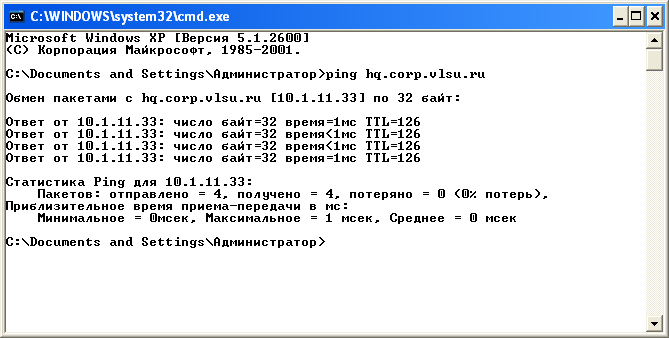 C:\WINDOWS\system32\cmd.exe
Microsoft Windows XP [Версия 5.1.2600]
(С) Корпорация Майкрософт, 1985-2001.
C:\Documents and Settings\Администратор>ping hq.corp.vlsu.ru
Обмен пакетами с hq.corp.vlsu.ru [10.1.11.33] по 32 байт:
Ответ от 10.1.11.33: число байт=32 время=1мс TTL=126
Ответ от 10.1.11.33: число байт=32 время<1мс TTL=126
Ответ от 10.1.11.33: число байт=32 время<1мс TTL=126
Ответ от 10.1.11.33: число байт=32 время=1мс TTL=126
Статистика Ping для 10.1.11.33:
Пакетов: отправлено = 4, получено = 4, потеряно = 0 (0% потерь),
Приблизительное время приема-передачи в мс:
Минимальное = 0мсек, Максимальное = 1 мсек, Среднее = 0 мсек
C:\Documents and Settings\Администратор>